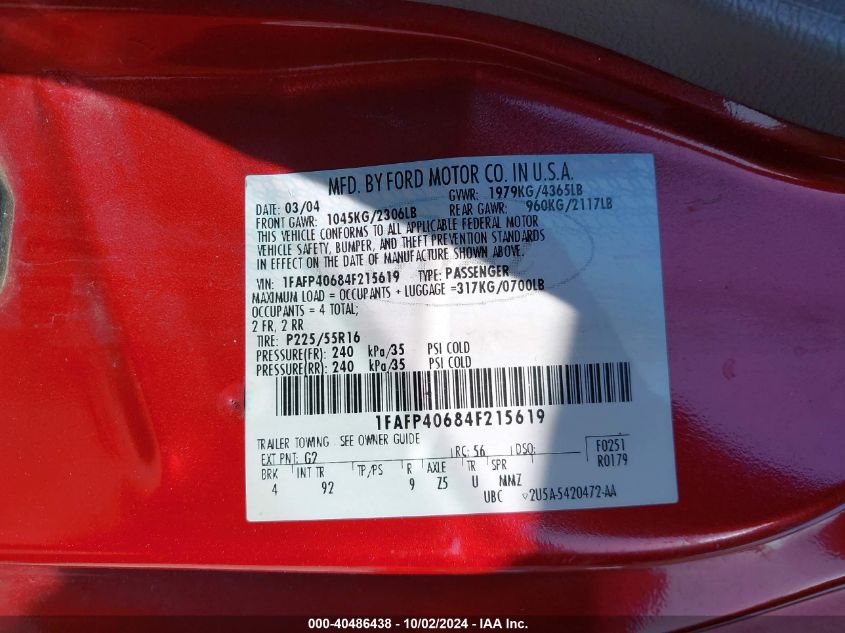 MFD. BY FORD MOTOR CO. IN U.S.A.
DATE: 03/04 GVWR: 1979KG/4365LB
FRONT GAWR: 1045KG/2306LB REAR GAWR: 960KG/2117LB
THIS VEHICLE CONFORMS TO ALL APPLICABLE FEDERAL MOTOR
VEHICLE SAFETY, BUMPER, AND THEFT PREVENTION STANDARDS
IN EFFECT ON THE DATE OF MANUFACTURE SHOWN ABOVE.
VIN: 1FAFP40684F215619 TYPE: PASSENGER
MAXIMUM LOAD = OCCUPANTS + LUGGAGE =317KG/0700LB
OCCUPANTS = 4 TOTAL;
2 FR, 2 RR
TIRE: P225/55R16
PRESSURE(FR): 240 kPa/35 PSI COLD
PRESSURE(RR): 240 kPa/35 PSI COLD
1FAFP40684F215619
TRAILER TOWING SEE OWNER GUIDE
EXT PNT: G2 RC: 56 DSO: F0251
BRK INT TR TP/PS R AXLE TR SPR R0179
4 92 9 Z5 U NMZ
UBC 2U5A-5420472-AA
000-40486438 - 10/02/2024 - IAA Inc.